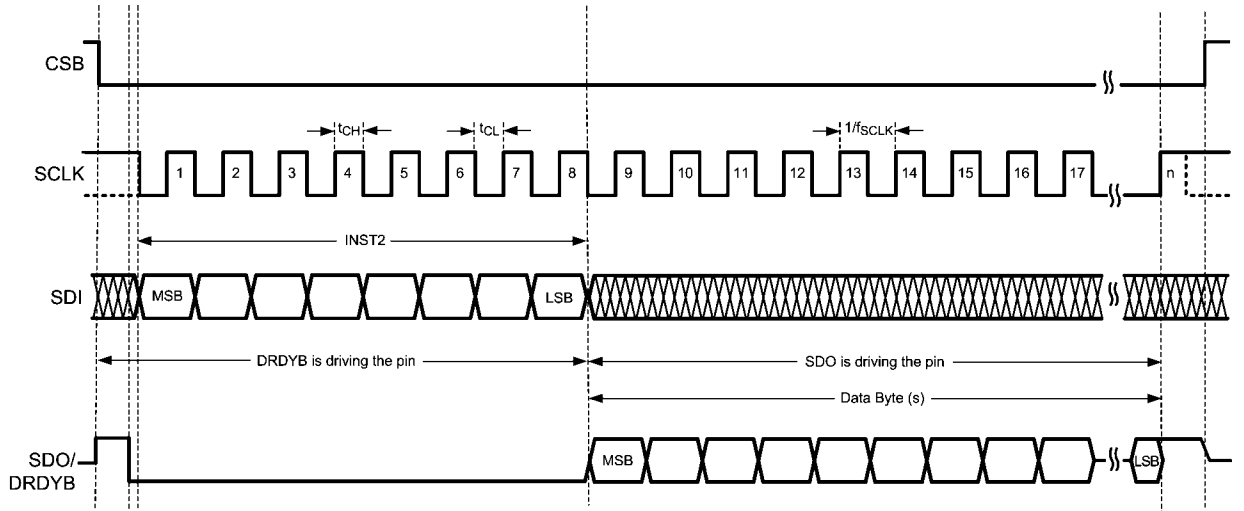 CSB
tCH
tCL
1/fSCLK
SCLK
1 2 3 4 5 6 7 8 9 10 11 12 13 14 15 16 17 n
INST2
SDI
MSB LSB
DRDYB is driving the pin SDO is driving the pin
Data Byte (s)
SDO/
DRDYB
MSB LSB